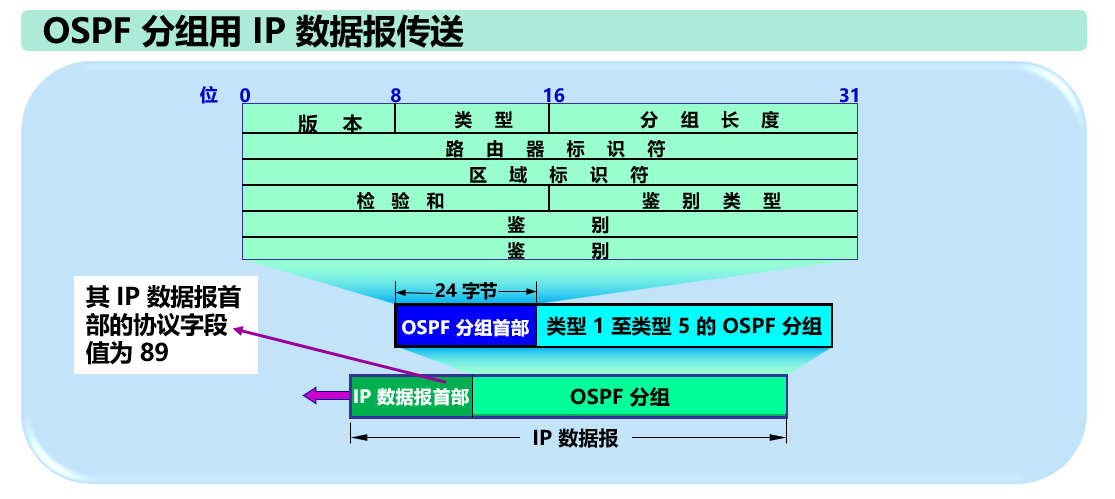 OSPF 分组用 IP 数据报传送
位 0 8 16 31
版 本 类 型 分 组 长 度
路 由 器 标 识 符
区 域 标 识 符
检 验 和 鉴 别 类 型
鉴 别
鉴 别
24 字节
其 IP 数据报首
部的协议字段
值为 89
OSPF 分组首部 类型 1 至类型 5 的 OSPF 分组
IP 数据报首部 OSPF 分组
IP 数据报